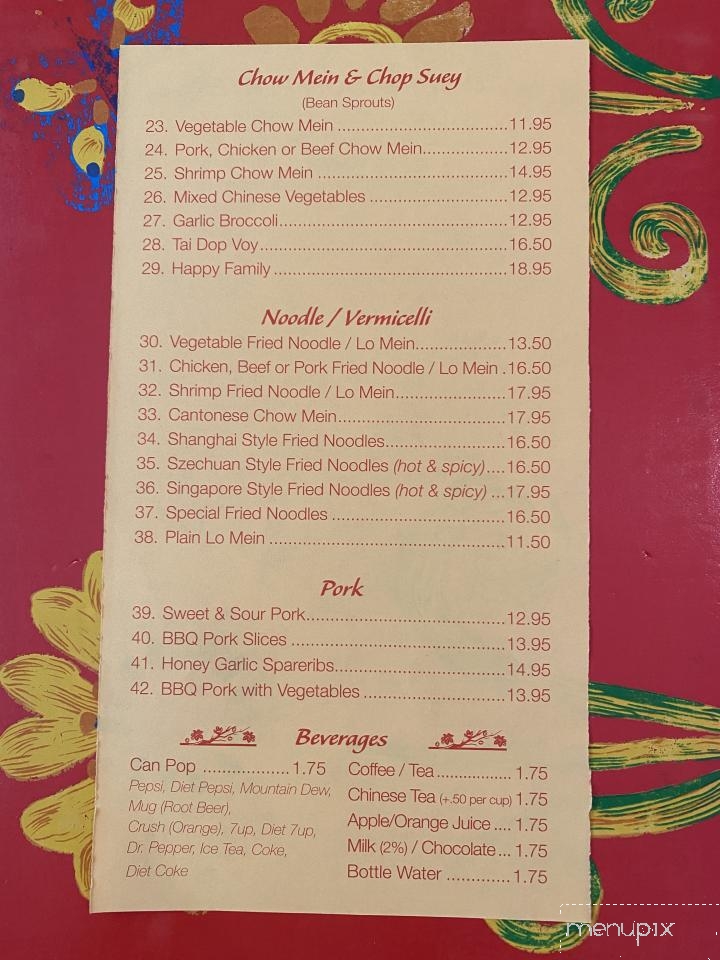 Chow Mein & Chop Suey
(Bean Sprouts)
23. Vegetable Chow Mein ....................................11.95
24. Pork, Chicken or Beef Chow Mein..................12.95
25. Shrimp Chow Mein ........................................14.95
26. Mixed Chinese Vegetables .............................12.95
27. Garlic Broccoli.................................................12.95
28. Tai Dop Voy.....................................................16.50
29. Happy Family ..................................................18.95
Noodle / Vermicelli
30. Vegetable Fried Noodle / Lo Mein...................13.50
31. Chicken, Beef or Pork Fried Noodle / Lo Mein .16.50
32. Shrimp Fried Noodle / Lo Mein.......................17.95
33. Cantonese Chow Mein....................................17.95
34. Shanghai Style Fried Noodles..........................16.50
35. Szechuan Style Fried Noodles (hot & spicy)....16.50
36. Singapore Style Fried Noodles (hot & spicy) ...17.95
37. Special Fried Noodles .....................................16.50
38. Plain Lo Mein ..................................................11.50
Pork
39. Sweet & Sour Pork..........................................12.95
40. BBQ Pork Slices .............................................13.95
41. Honey Garlic Spareribs....................................14.95
42. BBQ Pork with Vegetables ..............................13.95
Beverages
Can Pop ..................1.75
Pepsi, Diet Pepsi, Mountain Dew,
Mug (Root Beer),
Crush (Orange), 7up, Diet 7up,
Dr. Pepper, Ice Tea, Coke,
Diet Coke
Coffee / Tea................ 1.75
Chinese Tea (+.50 per cup) 1.75
Apple/Orange Juice .... 1.75
Milk (2%) / Chocolate... 1.75
Bottle Water .............1.75
menupix